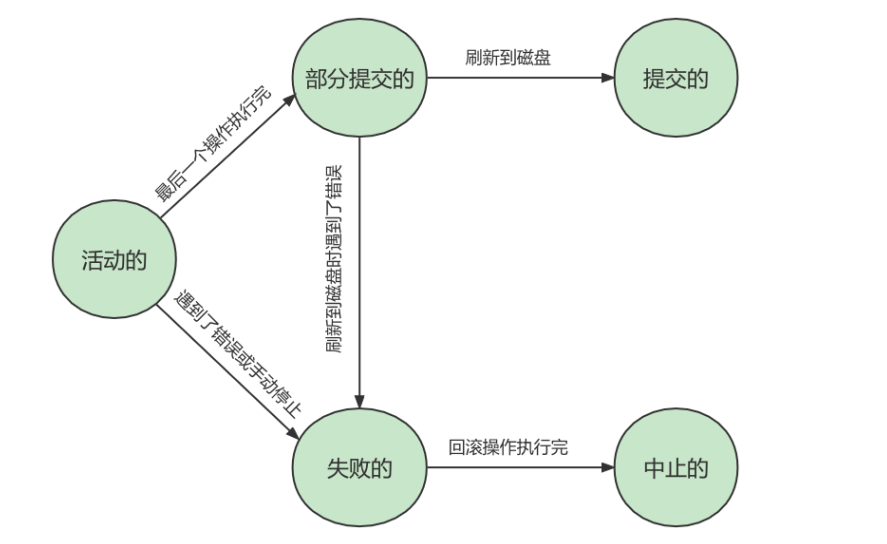 部分提交的
刷新到磁盘
提交的
最后一个操作执行完
刷新到磁盘时遇到了错误
活动的
遇到了错误或手动停止
失败的
回滚操作执行完
中止的